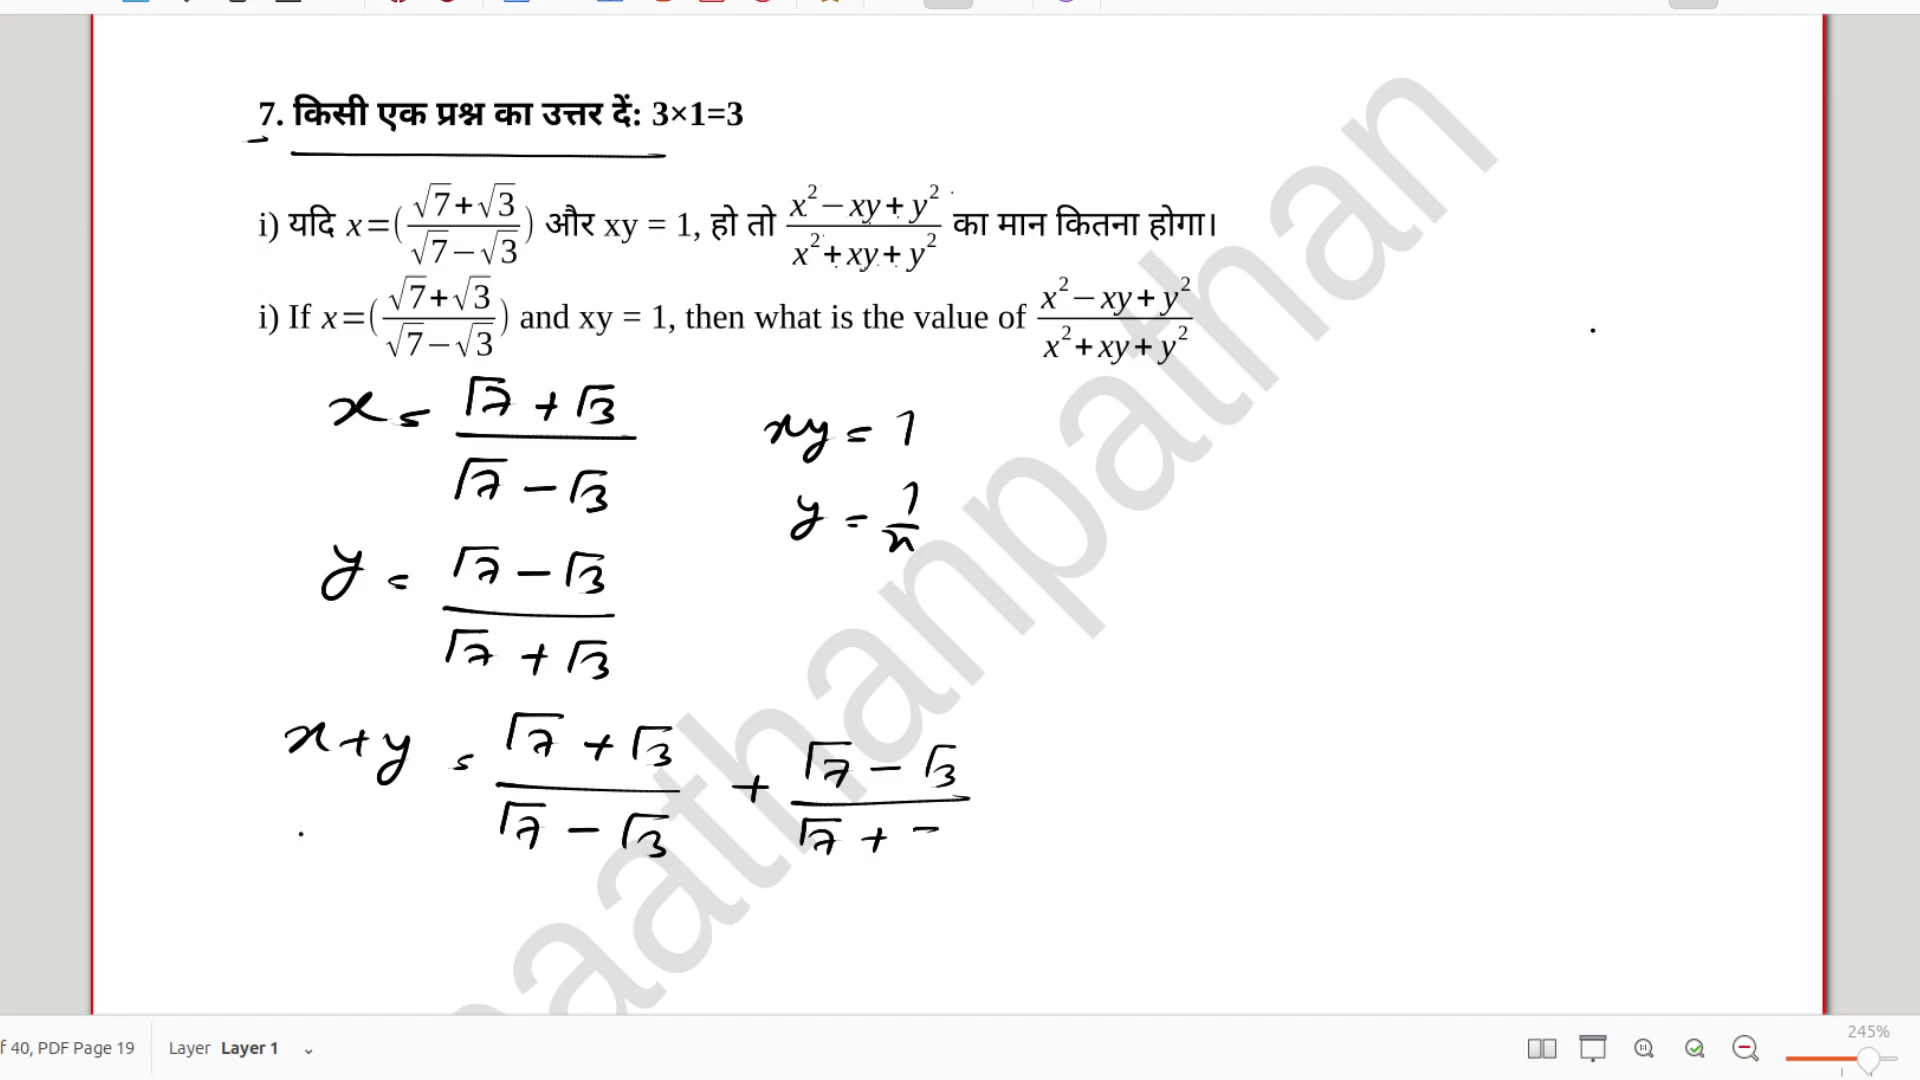 7. किसी एक प्रश्न का उत्तर दें: 3×1=3
i) यदि x=(√7+√3/√7−√3) और xy = 1, हो तो x²−xy+y²/x²+xy+y² का मान कितना होगा।
i) If x=(√7+√3/√7−√3) and xy = 1, then what is the value of x²−xy+y²/x²+xy+y²
x = √7 + √3 / √7 − √3
xy = 1
y = 1/x
y = √7 − √3 / √7 + √3
x+y = √7 + √3 / √7 − √3 + √7 − √3 / √7 +
aathanpathan
f 40, PDF Page 19
Layer Layer 1
245%